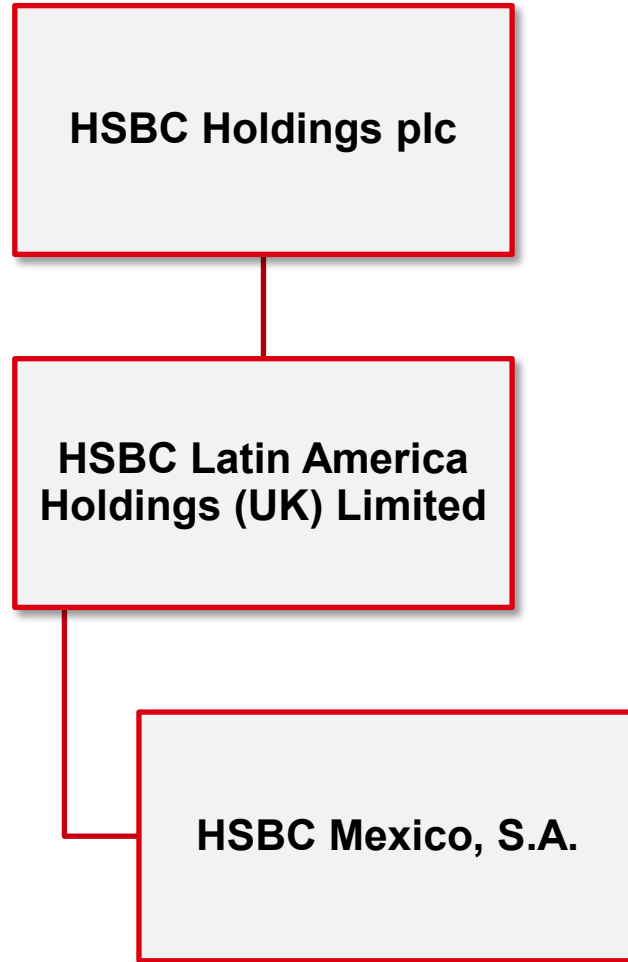 HSBC Holdings plc
HSBC Latin America
Holdings (UK) Limited
HSBC Mexico, S.A.